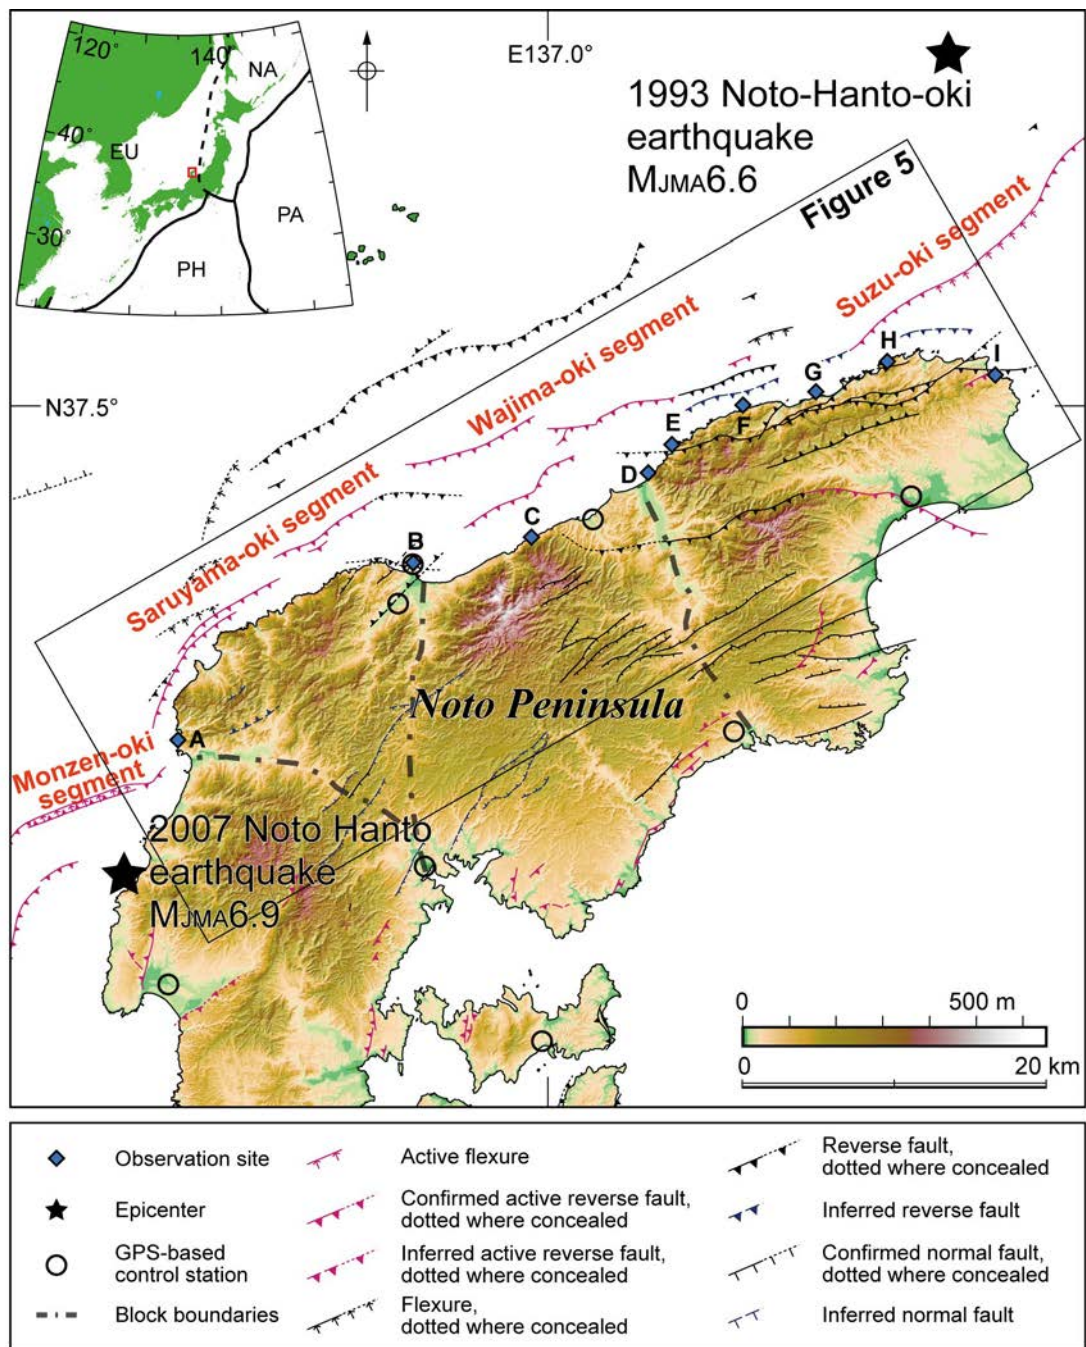 120°
140°
NA
40°
EU
30°
PA
PH
E137.0°
1993 Noto-Hanto-oki
earthquake
MJMA6.6
Figure 5
Suzu-oki segment
Wajima-oki segment
N37.5°
H
I
G
F
E
D
C
B
Saruyama-oki segment
Noto Peninsula
A
Monzen-oki
segment
2007 Noto Hanto
earthquake
MJMA6.9
0 500 m
0 20 km
Observation site
Epicenter
GPS-based
control station
Block boundaries
Active flexure
Confirmed active reverse fault,
dotted where concealed
Inferred active reverse fault,
dotted where concealed
Flexure,
dotted where concealed
Reverse fault,
dotted where concealed
Inferred reverse fault
Confirmed normal fault,
dotted where concealed
Inferred normal fault